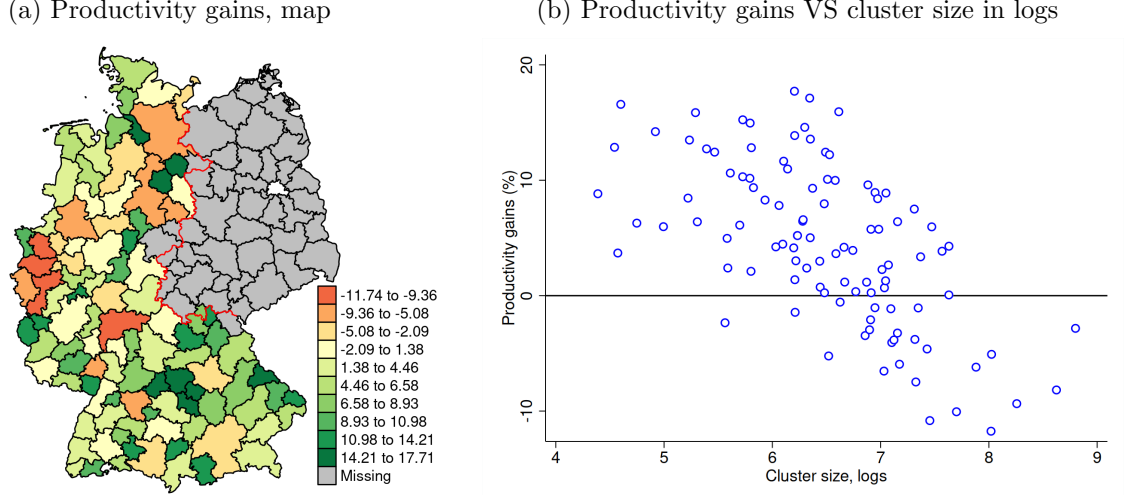 (a) Productivity gains, map
-11.74 to -9.36
-9.36 to -5.08
-5.08 to -2.09
-2.09 to 1.38
1.38 to 4.46
4.46 to 6.58
6.58 to 8.93
8.93 to 10.98
10.98 to 14.21
14.21 to 17.71
Missing
(b) Productivity gains VS cluster size in logs
Productivity gains (%)
20
10
0
-10
4 5 6 7 8 9
Cluster size, logs